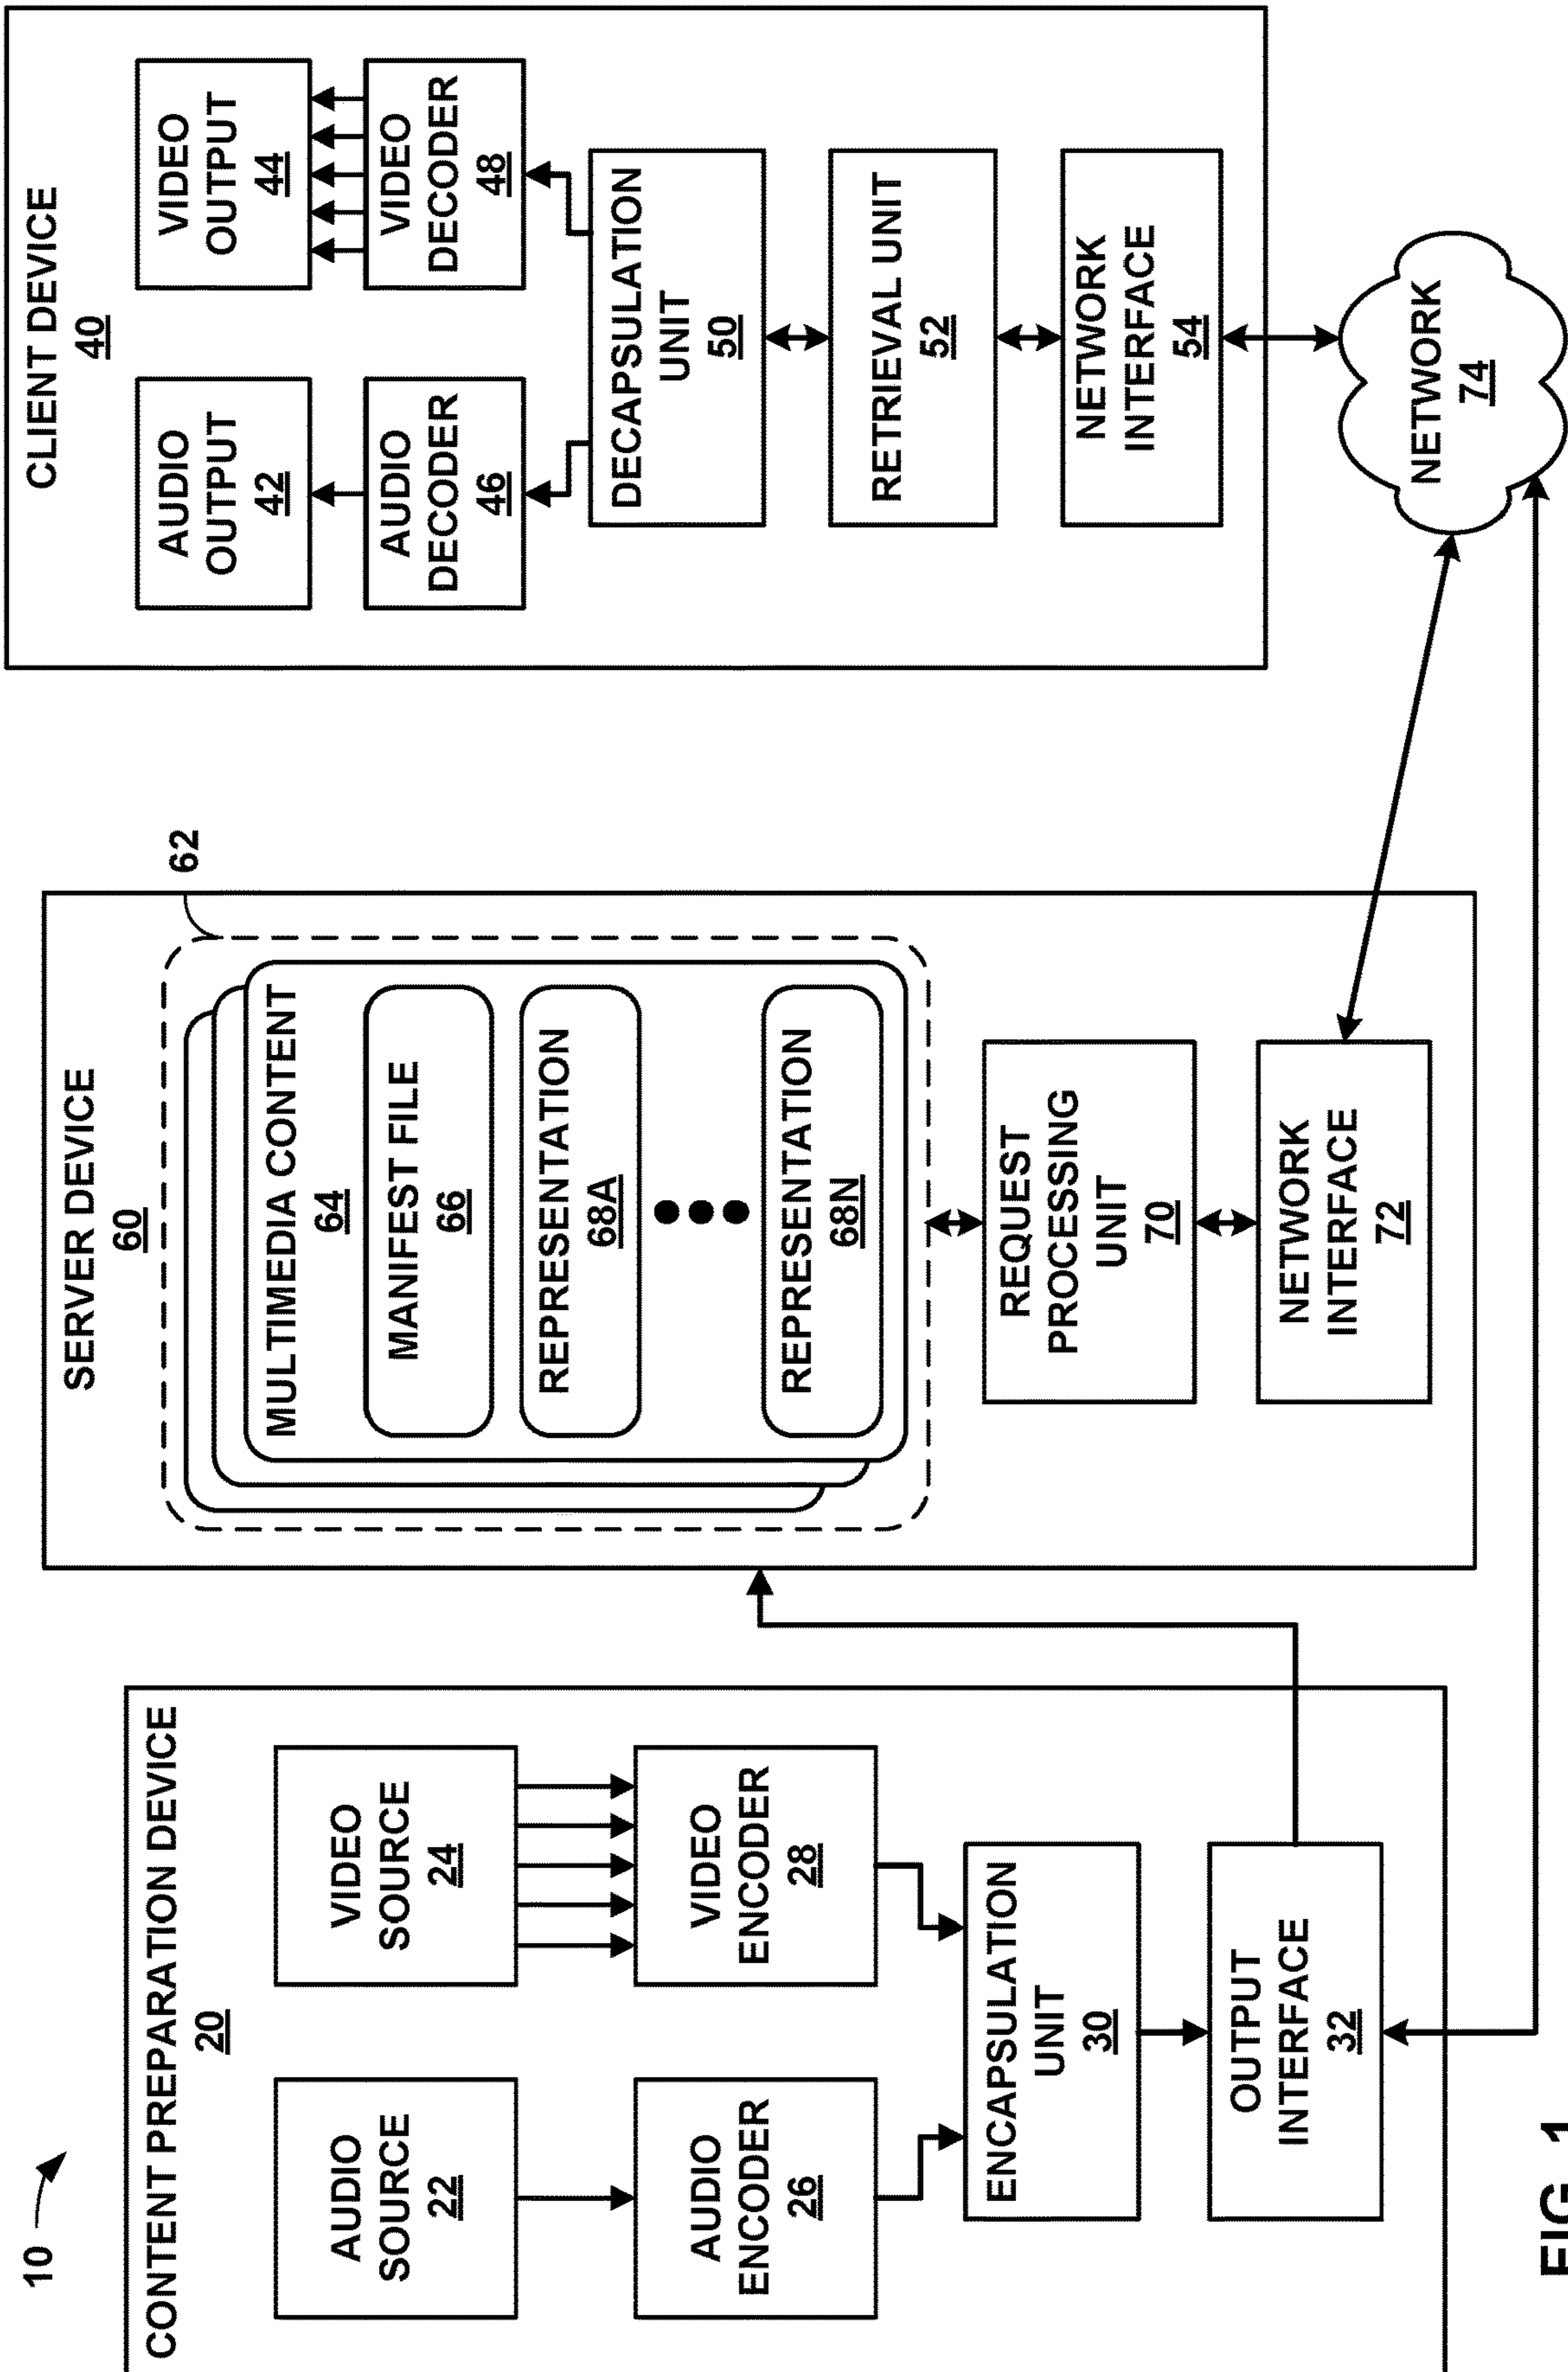 10
CONTENT PREPARATION DEVICE
20
AUDIO
SOURCE
22
VIDEO
SOURCE
24
AUDIO
ENCODER
26
VIDEO
ENCODER
28
ENCAPSULATION
UNIT
30
OUTPUT
INTERFACE
32
SERVER DEVICE
60
62
MULTIMEDIA CONTENT
64
MANIFEST FILE
66
REPRESENTATION
68A
REPRESENTATION
68N
REQUEST
PROCESSING
UNIT
70
NETWORK
INTERFACE
72
CLIENT DEVICE
40
AUDIO
OUTPUT
42
VIDEO
OUTPUT
44
AUDIO
DECODER
46
VIDEO
DECODER
48
DECAPSULATION
UNIT
50
RETRIEVAL UNIT
52
NETWORK
INTERFACE
54
NETWORK
74
FIG. 1